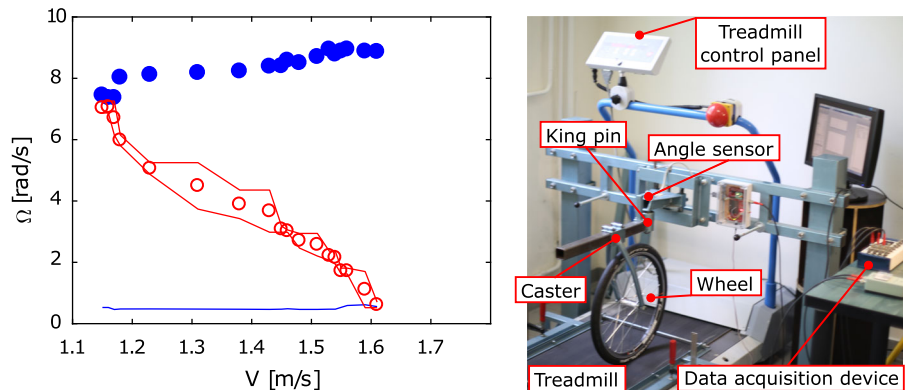 10
8
6
4
2
0
Ω [rad/s]
1.1 1.2 1.3 1.4 1.5 1.6 1.7
V [m/s]
Treadmill
control panel
King pin
Angle sensor
Caster
Wheel
Treadmill
Data acquisition device